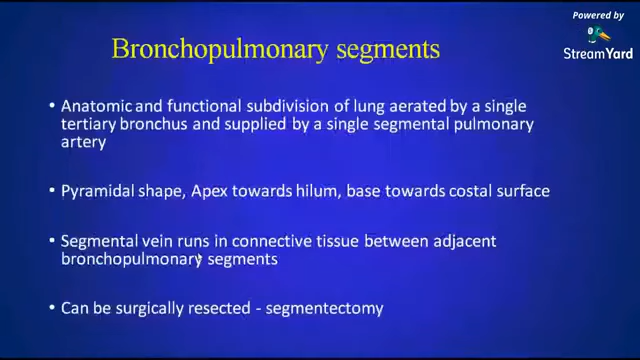 Powered by
StreamYard
Bronchopulmonary segments
• Anatomic and functional subdivision of lung aerated by a single
tertiary bronchus and supplied by a single segmental pulmonary
artery
• Pyramidal shape, Apex towards hilum, base towards costal surface
• Segmental vein runs in connective tissue between adjacent
bronchopulmonary segments
• Can be surgically resected - segmentectomy